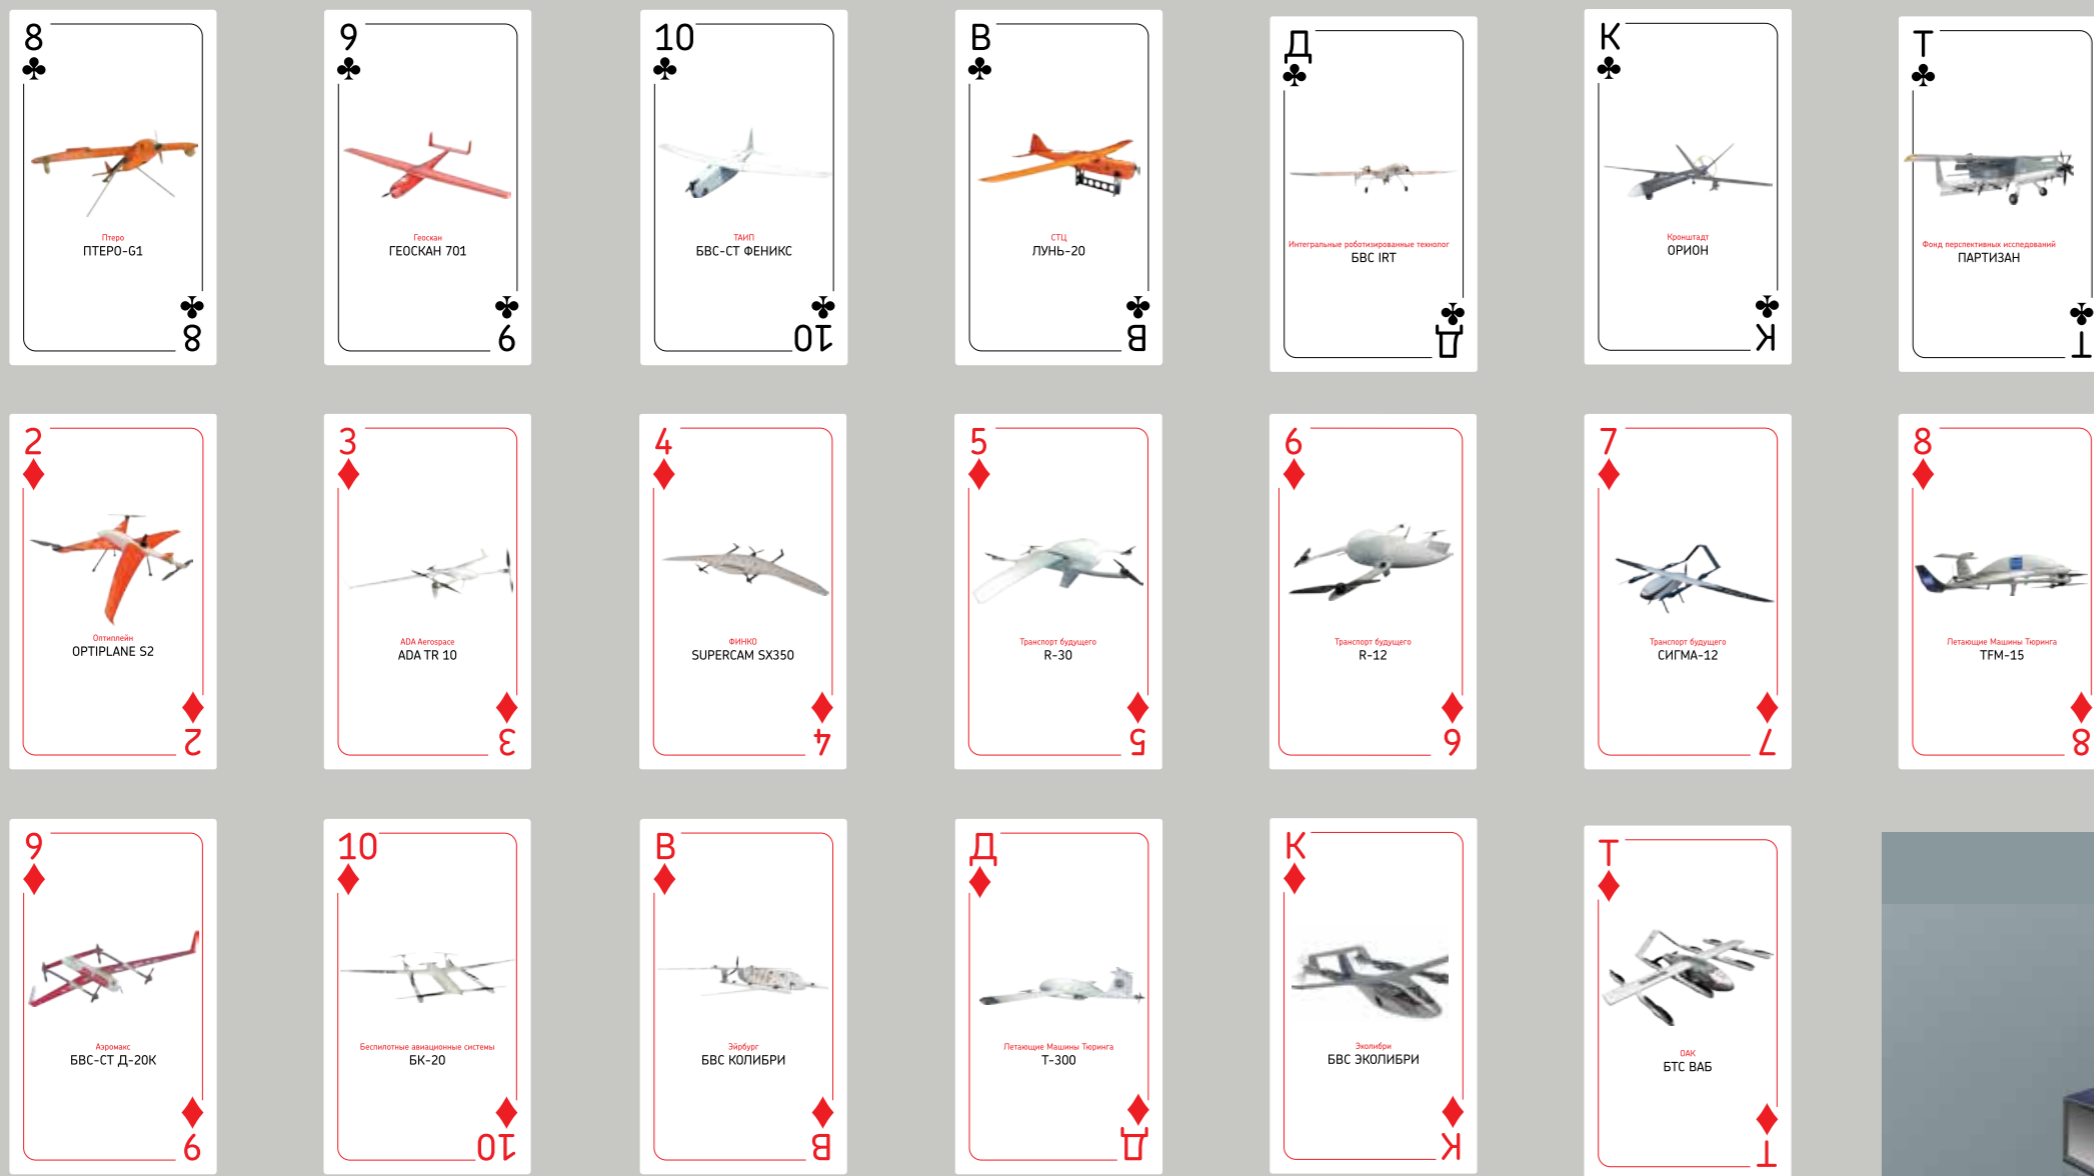 8
Птеро
ПТЕРО-G1
8
9
Геоскан
ГЕОСКАН 701
9
10
ТАИП
БВС-СТ ФЕНИКС
10
В
СТЦ
ЛУНЬ-20
В
Д
Интегральные роботизированные технолог
БВС IRT
Д
К
Кронштадт
ОРИОН
К
Т
Фонд перспективных исследований
ПАРТИЗАН
Т
2
Оптиплейн
OPTIPLANE S2
2
3
ADA Aerospace
ADA TR 10
3
4
ФИНКО
SUPERCAM SX350
4
5
Транспорт будущего
R-30
5
6
Транспорт будущего
R-12
6
7
Транспорт будущего
СИГМА-12
7
8
Летающие Машины Тюринга
TFM-15
8
9
Аэромакс
БВС-СТ Д-20К
9
10
Беспилотные авиационные системы
БК-20
10
В
Эйрбург
БВС КОЛИБРИ
В
Д
Летающие Машины Тюринга
Т-300
Д
К
Эколибри
БВС ЭКОЛИБРИ
К
Т
ОАК
БТС ВАБ
Т